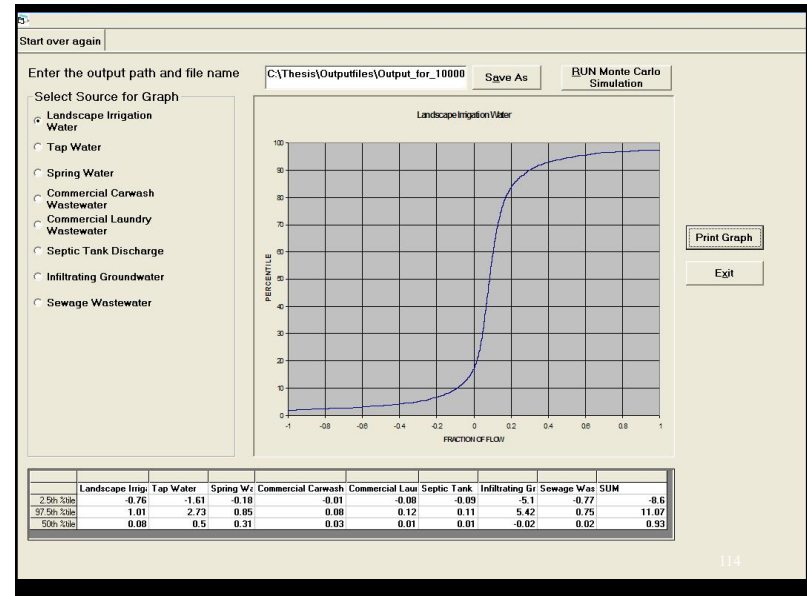 Start over again
Enter the output path and file name
C:\Thesis\Outputfiles\Output_for_10000
Save As
RUN Monte Carlo
Simulation
Select Source for Graph
Landscape Irrigation
Water
Tap Water
Spring Water
Commercial Carwash
Wastewater
Commercial Laundry
Wastewater
Septic Tank Discharge
Infiltrating Groundwater
Sewage Wastewater
Landscape Irrigation Water
PERCENTILE
100
90
80
70
60
50
40
30
20
10
0
-1 -0.8 -0.6 -0.4 -0.2 0 0.2 0.4 0.6 0.8 1
FRACTION OF FLOW
Print Graph
Exit
Landscape Irrig. Tap Water Spring Wa Commercial Carwash Commercial Laur Septic Tank Infiltrating Gr Sewage Was SUM
2.5th %tile -0.76 -1.61 -0.18 -0.01 -0.08 -0.09 -5.1 -0.77 -8.6
97.5th %tile 1.01 2.73 0.85 0.08 0.12 0.11 5.42 0.75 11.07
50th %tile 0.08 0.5 0.31 0.03 0.01 0.01 -0.02 0.02 0.93
114